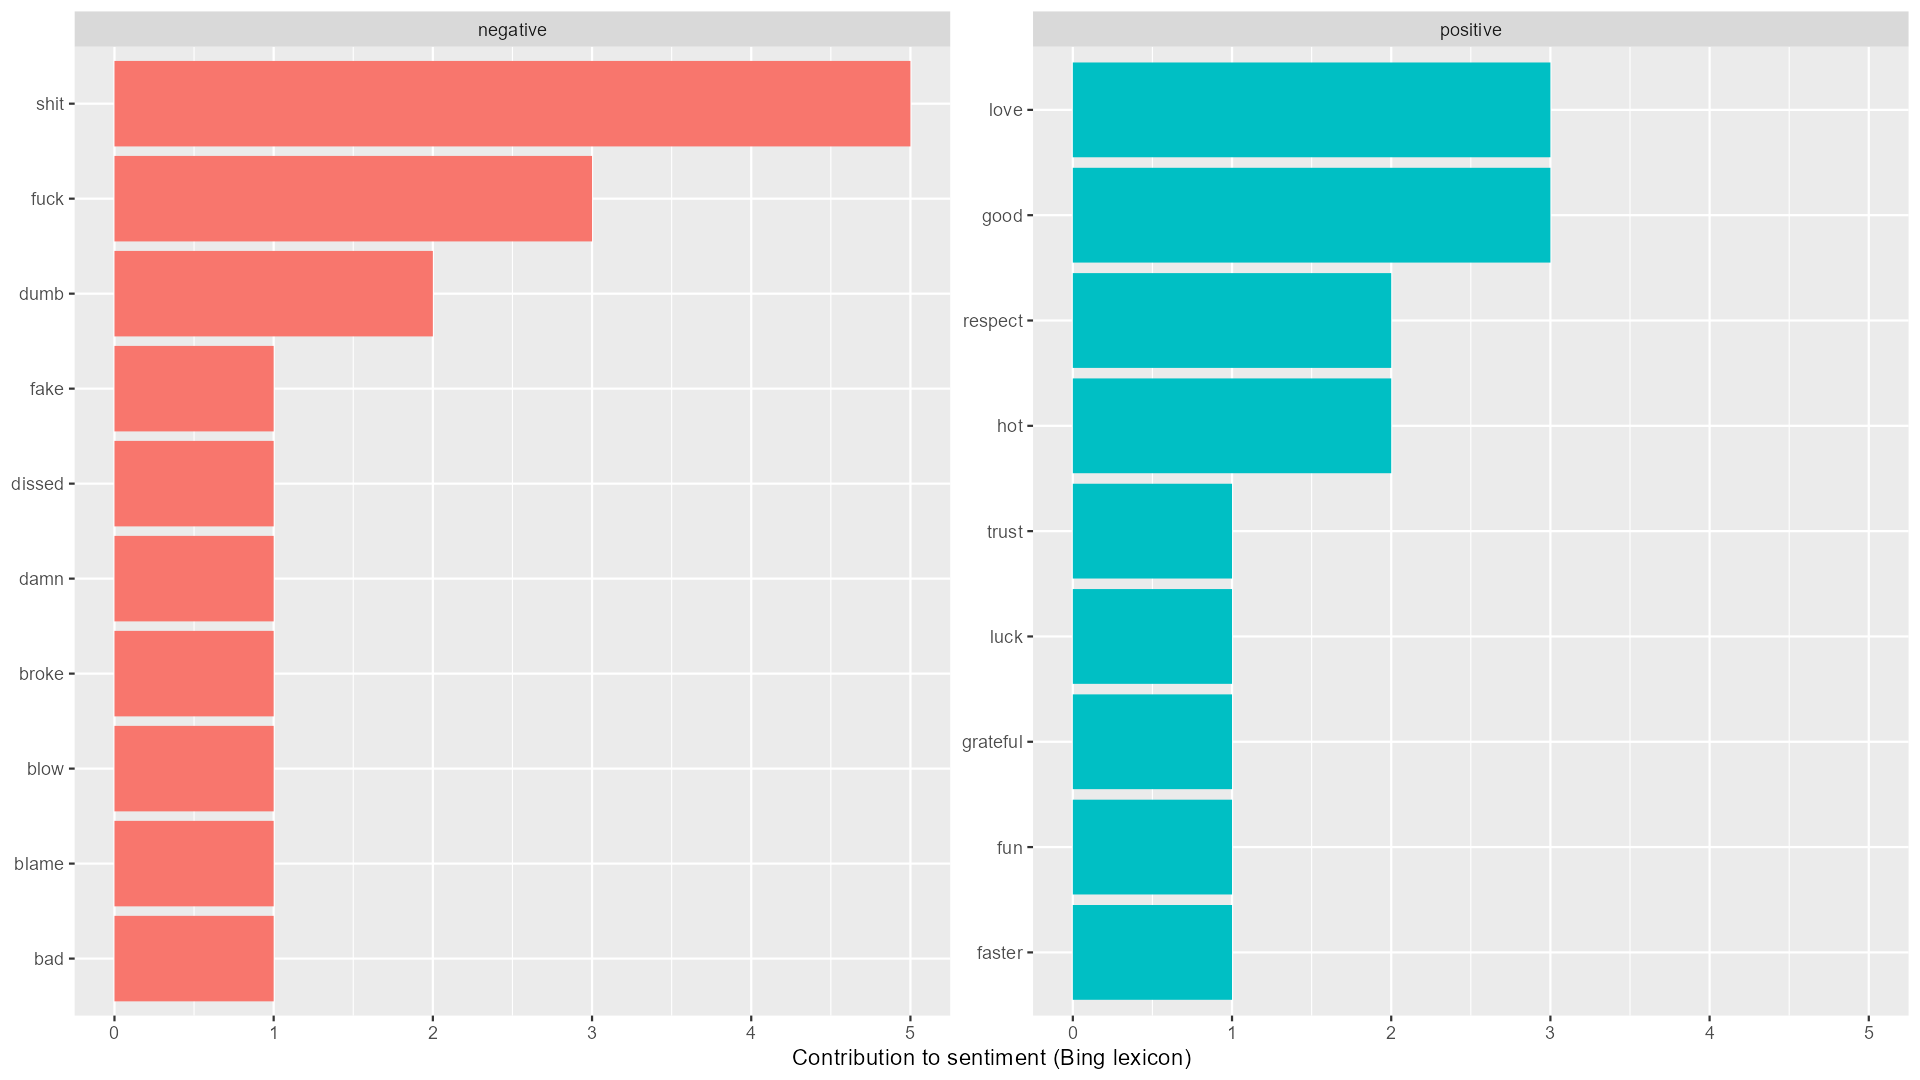 negative
shit
fuck
dumb
fake
dissed
damn
broke
blow
blame
bad
0 1 2 3 4 5
positive
love
good
respect
hot
trust
luck
grateful
fun
faster
0 1 2 3 4 5
Contribution to sentiment (Bing lexicon)